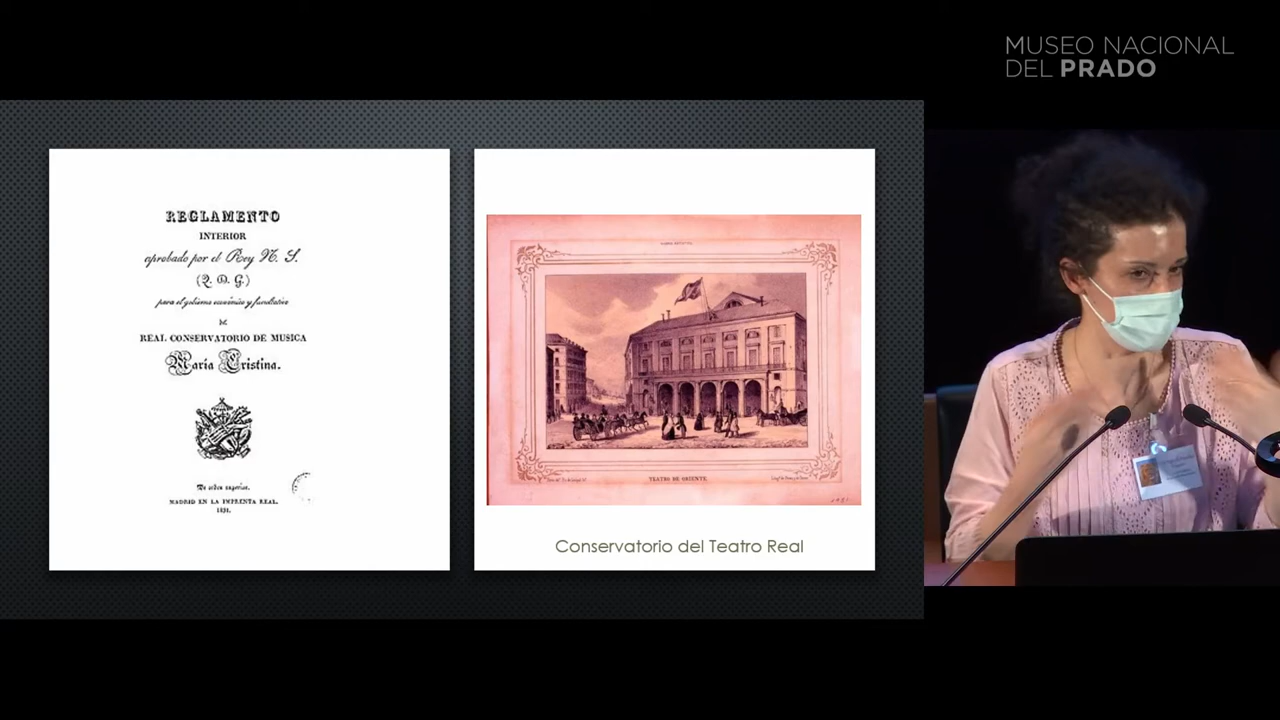 MUSEO NACIONAL
DEL PRADO
REGLAMENTO
INTERIOR
aprobado por el Rey N. S.
(Q. D. G.)
para el gobierno económico y facultativo
DEL
REAL CONSERVATORIO DE MUSICA
María Cristina.
De orden superior.
MADRID EN LA IMPRENTA REAL.
1831.
TEATRO DE ORIENTE.
Conservatorio del Teatro Real